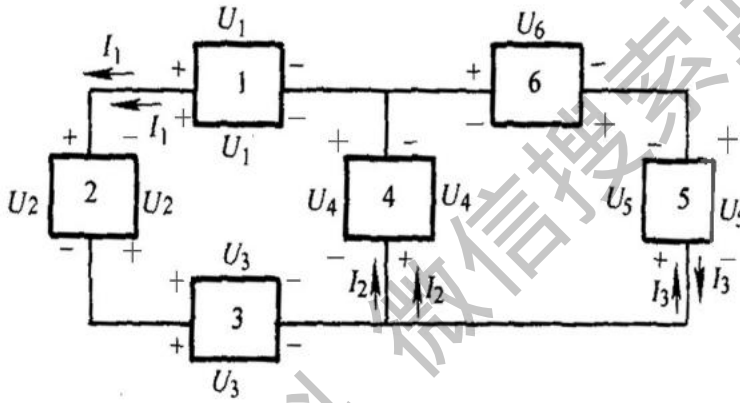 U₁ U₆
I₁ + − + −
1 6
I₁ + − − +
U₁
+ − + − − +
U₂ 2 U₂ U₄ 4 U₄ U₅ 5 U₅
− + − + + −
U₃ I₂ I₂ I₃ I₃
+ −
3
+ −
U₃
微信搜索